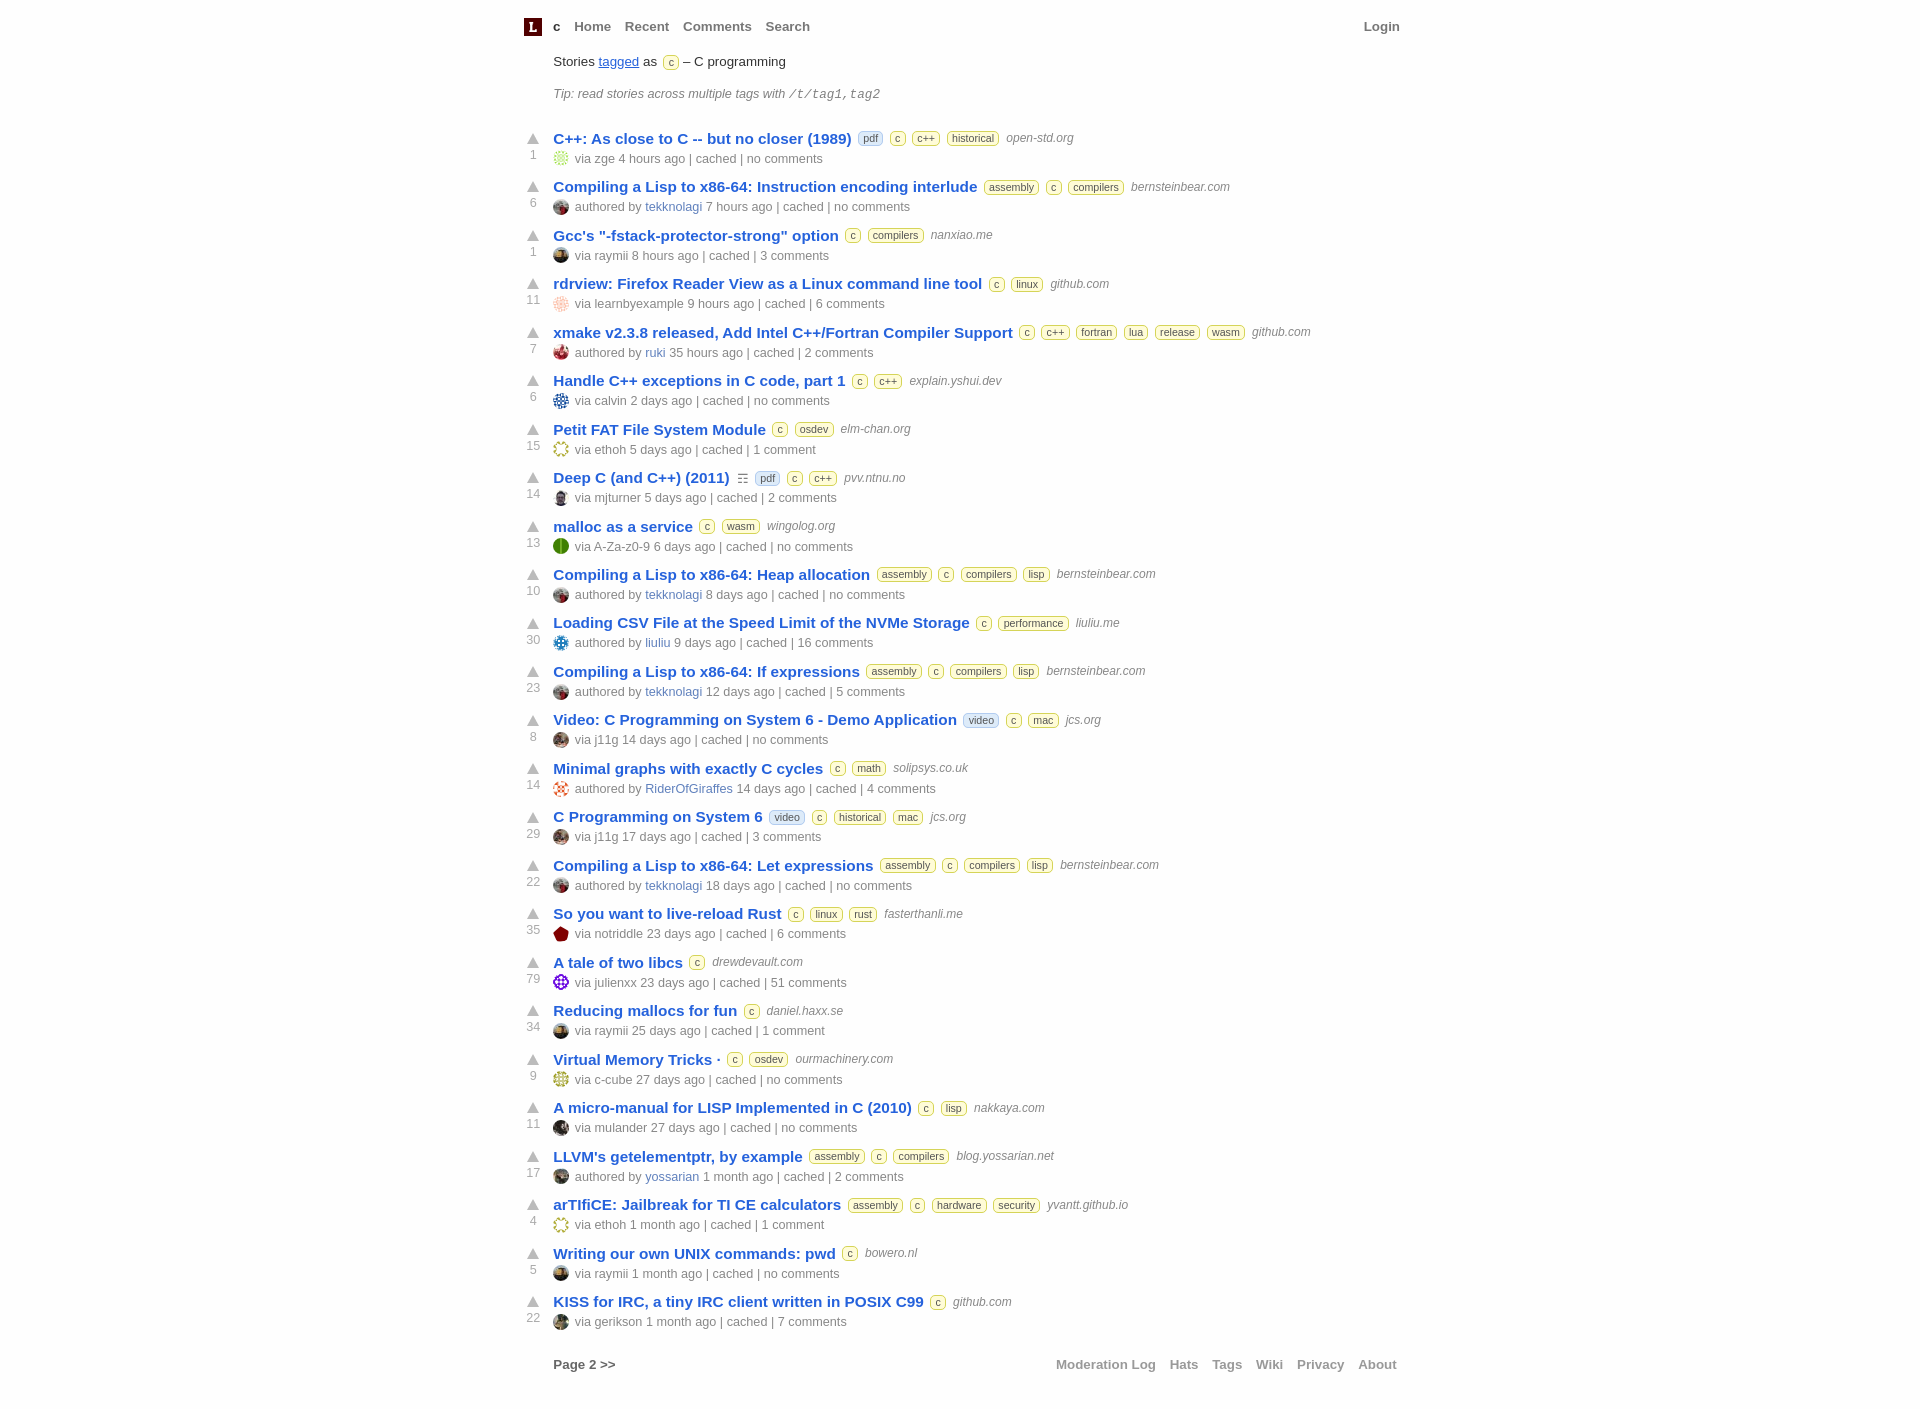 L c Home Recent Comments Search Login
Stories tagged as c – C programming
Tip: read stories across multiple tags with /t/tag1,tag2
C++: As close to C -- but no closer (1989) pdf c c++ historical open-std.org
1 via zge 4 hours ago | cached | no comments
Compiling a Lisp to x86-64: Instruction encoding interlude assembly c compilers bernsteinbear.com
6 authored by tekknolagi 7 hours ago | cached | no comments
Gcc's "-fstack-protector-strong" option c compilers nanxiao.me
1 via raymii 8 hours ago | cached | 3 comments
rdrview: Firefox Reader View as a Linux command line tool c linux github.com
11 via learnbyexample 9 hours ago | cached | 6 comments
xmake v2.3.8 released, Add Intel C++/Fortran Compiler Support c c++ fortran lua release wasm github.com
7 authored by ruki 35 hours ago | cached | 2 comments
Handle C++ exceptions in C code, part 1 c c++ explain.yshui.dev
6 via calvin 2 days ago | cached | no comments
Petit FAT File System Module c osdev elm-chan.org
15 via ethoh 5 days ago | cached | 1 comment
Deep C (and C++) (2011) ☶ pdf c c++ pvv.ntnu.no
14 via mjturner 5 days ago | cached | 2 comments
malloc as a service c wasm wingolog.org
13 via A-Za-z0-9 6 days ago | cached | no comments
Compiling a Lisp to x86-64: Heap allocation assembly c compilers lisp bernsteinbear.com
10 authored by tekknolagi 8 days ago | cached | no comments
Loading CSV File at the Speed Limit of the NVMe Storage c performance liuliu.me
30 authored by liuliu 9 days ago | cached | 16 comments
Compiling a Lisp to x86-64: If expressions assembly c compilers lisp bernsteinbear.com
23 authored by tekknolagi 12 days ago | cached | 5 comments
Video: C Programming on System 6 - Demo Application video c mac jcs.org
8 via j11g 14 days ago | cached | no comments
Minimal graphs with exactly C cycles c math solipsys.co.uk
14 authored by RiderOfGiraffes 14 days ago | cached | 4 comments
C Programming on System 6 video c historical mac jcs.org
29 via j11g 17 days ago | cached | 3 comments
Compiling a Lisp to x86-64: Let expressions assembly c compilers lisp bernsteinbear.com
22 authored by tekknolagi 18 days ago | cached | no comments
So you want to live-reload Rust c linux rust fasterthanli.me
35 via notriddle 23 days ago | cached | 6 comments
A tale of two libcs c drewdevault.com
79 via julienxx 23 days ago | cached | 51 comments
Reducing mallocs for fun c daniel.haxx.se
34 via raymii 25 days ago | cached | 1 comment
Virtual Memory Tricks · c osdev ourmachinery.com
9 via c-cube 27 days ago | cached | no comments
A micro-manual for LISP Implemented in C (2010) c lisp nakkaya.com
11 via mulander 27 days ago | cached | no comments
LLVM's getelementptr, by example assembly c compilers blog.yossarian.net
17 authored by yossarian 1 month ago | cached | 2 comments
arTIfiCE: Jailbreak for TI CE calculators assembly c hardware security yvantt.github.io
4 via ethoh 1 month ago | cached | 1 comment
Writing our own UNIX commands: pwd c bowero.nl
5 via raymii 1 month ago | cached | no comments
KISS for IRC, a tiny IRC client written in POSIX C99 c github.com
22 via gerikson 1 month ago | cached | 7 comments
Page 2 >> Moderation Log Hats Tags Wiki Privacy About